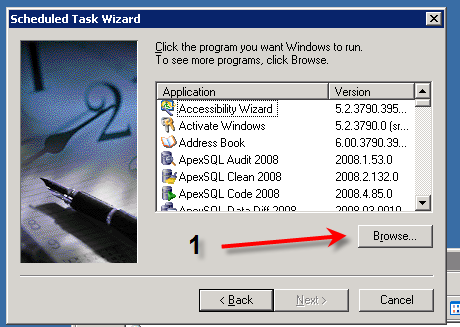 Scheduled Task Wizard
Click the program you want Windows to run.
To see more programs, click Browse.
Application Version
Accessibility Wizard 5.2.3790.395...
Activate Windows 5.2.3790.0 (sr...
Address Book 6.00.3790.39...
ApexSQL Audit 2008 2008.1.53.0
ApexSQL Clean 2008 2008.2.132.0
ApexSQL Code 2008 2008.4.85.0
ApexSQL Data Diff 2008 2008.03.0010
1
Browse...
< Back Next > Cancel